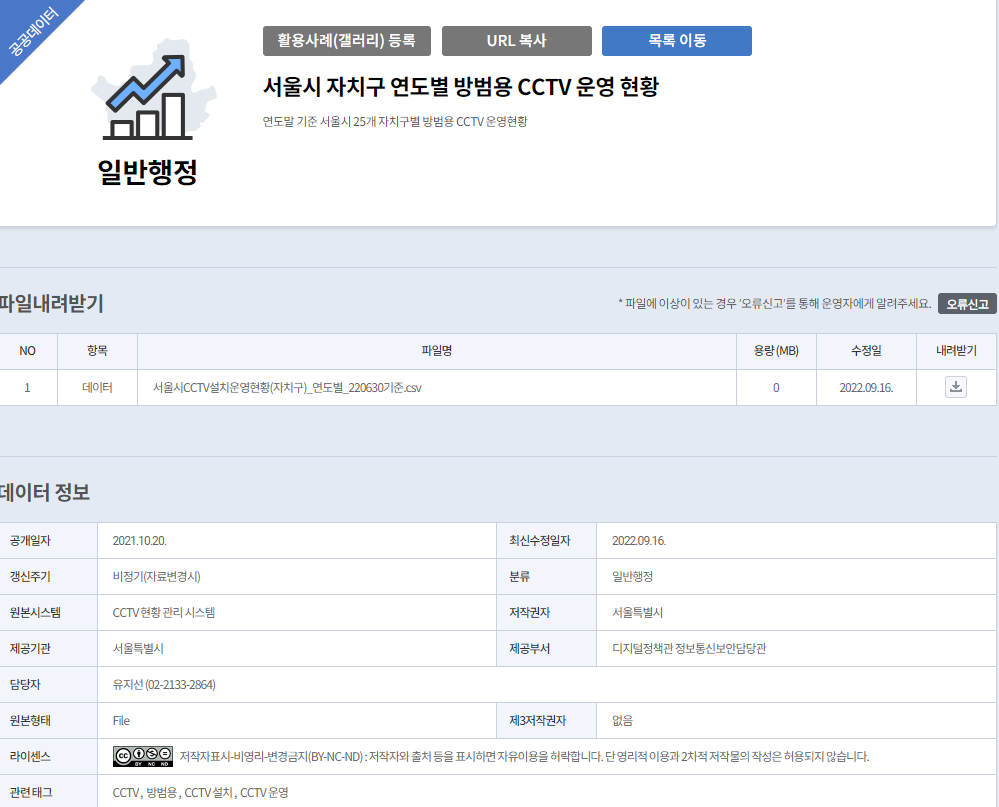 공공데이터
활용사례(갤러리) 등록 URL 복사 목록 이동
서울시 자치구 연도별 방범용 CCTV 운영 현황
연도말 기준 서울시 25개 자치구별 방범용 CCTV 운영현황
일반행정
파일내려받기 * 파일에 이상이 있는 경우 '오류신고'를 통해 운영자에게 알려주세요. 오류신고
NO 항목 파일명 용량(MB) 수정일 내려받기
1 데이터 서울시CCTV설치운영현황(자치구)_연도별_220630기준.csv 0 2022.09.16.
데이터 정보
공개일자 2021.10.20. 최신수정일자 2022.09.16.
갱신주기 비정기(자료변경시) 분류 일반행정
원본시스템 CCTV 현황 관리 시스템 저작권자 서울특별시
제공기관 서울특별시 제공부서 디지털정책관 정보통신보안담당관
담당자 유지선 (02-2133-2864)
원본형태 File 제3저작권자 없음
라이센스 cc BY NC ND 저작자표시-비영리-변경금지(BY-NC-ND) : 저작자와 출처 등을 표시하면 자유이용을 허락합니다. 단 영리적 이용과 2차적 저작물의 작성은 허용되지 않습니다.
관련 태그 CCTV , 방범용 , CCTV 설치 , CCTV 운영